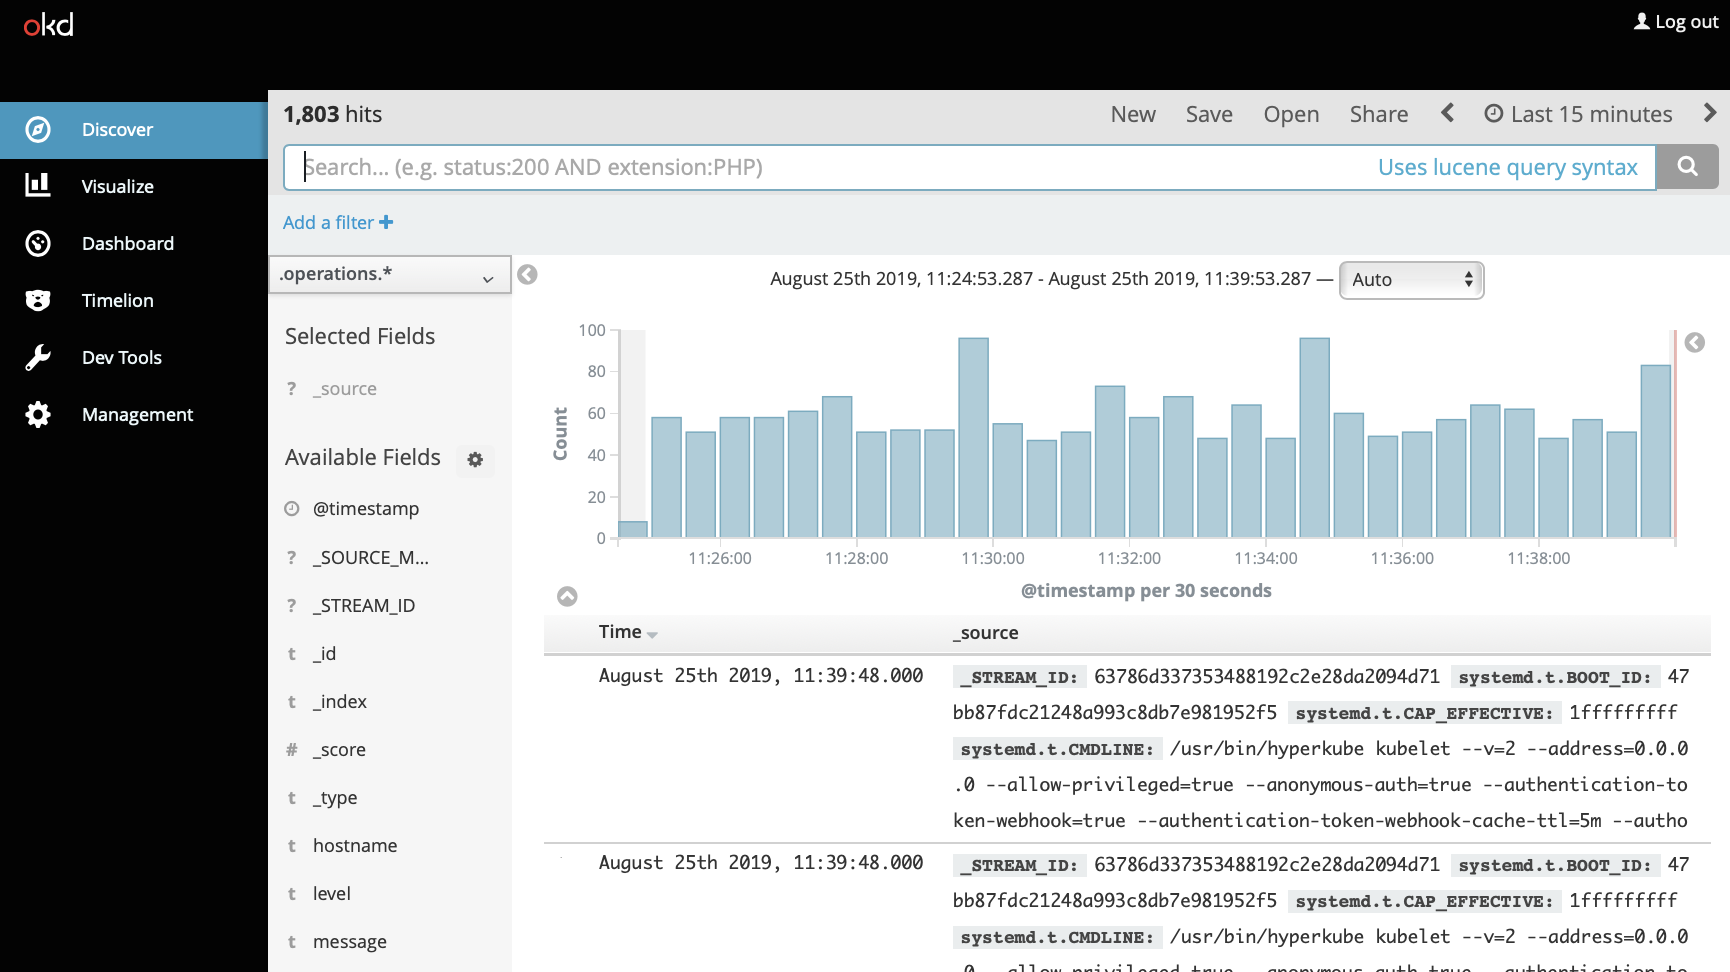 okd
Log out
Discover
Visualize
Dashboard
Timelion
Dev Tools
Management
1,803 hits
New Save Open Share Last 15 minutes
Search... (e.g. status:200 AND extension:PHP) Uses lucene query syntax
Add a filter
.operations.*
Selected Fields
? _source
Available Fields
@timestamp
? _SOURCE_M...
? _STREAM_ID
t _id
t _index
# _score
t _type
t hostname
t level
t message
August 25th 2019, 11:24:53.287 - August 25th 2019, 11:39:53.287 — Auto
Count
100
80
60
40
20
0
11:26:00 11:28:00 11:30:00 11:32:00 11:34:00 11:36:00 11:38:00
@timestamp per 30 seconds
Time _source
August 25th 2019, 11:39:48.000 _STREAM_ID: 63786d337353488192c2e28da2094d71 systemd.t.BOOT_ID: 47
bb87fdc21248a993c8db7e981952f5 systemd.t.CAP_EFFECTIVE: 1fffffffff
systemd.t.CMDLINE: /usr/bin/hyperkube kubelet --v=2 --address=0.0.0
.0 --allow-privileged=true --anonymous-auth=true --authentication-to
ken-webhook=true --authentication-token-webhook-cache-ttl=5m --autho
August 25th 2019, 11:39:48.000 _STREAM_ID: 63786d337353488192c2e28da2094d71 systemd.t.BOOT_ID: 47
bb87fdc21248a993c8db7e981952f5 systemd.t.CAP_EFFECTIVE: 1fffffffff
systemd.t.CMDLINE: /usr/bin/hyperkube kubelet --v=2 --address=0.0.0